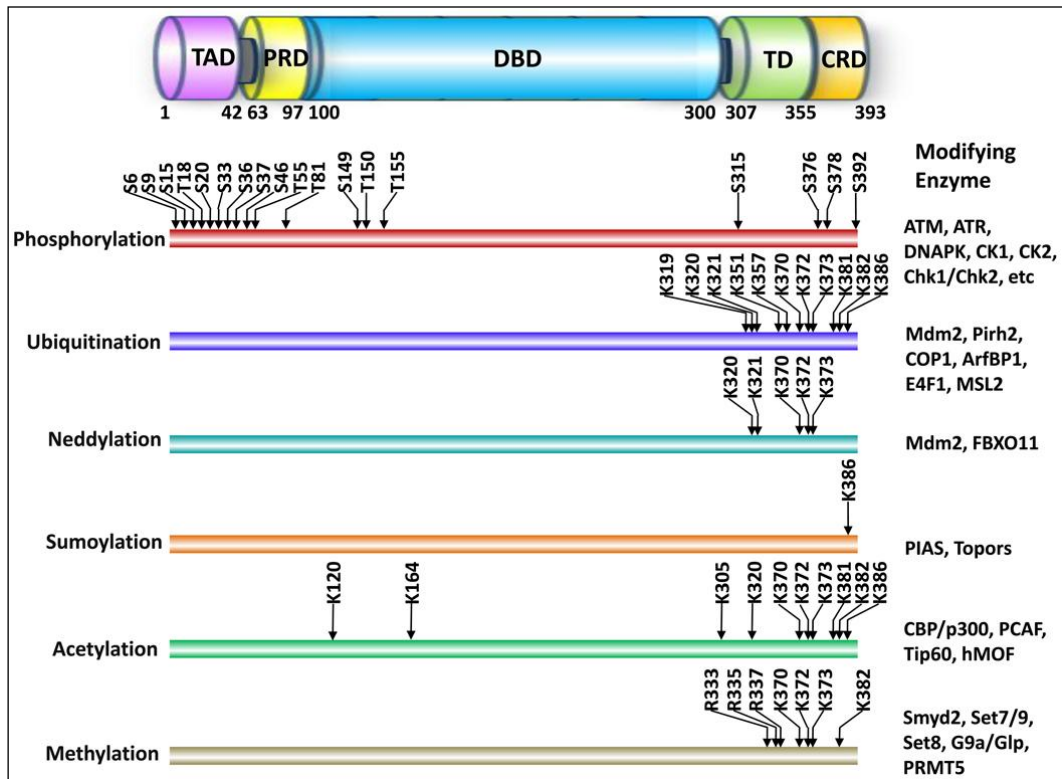 TAD PRD DBD TD CRD
1 42 63 97 100 300 307 355 393
Modifying
Enzyme
S6 S9 S15 T18 S20 S33 S36 S37 S46 T55 T81 S149 T150 T155 S315 S376 S378 S392
Phosphorylation
ATM, ATR,
DNAPK, CK1, CK2,
Chk1/Chk2, etc
K319 K320 K321 K351 K357 K370 K372 K373 K381 K382 K386
Ubiquitination
Mdm2, Pirh2,
COP1, ArfBP1,
E4F1, MSL2
K320 K321 K370 K372 K373
Neddylation
Mdm2, FBXO11
K386
Sumoylation
PIAS, Topors
K120 K164 K305 K320 K370 K372 K373 K381 K382 K386
Acetylation
CBP/p300, PCAF,
Tip60, hMOF
R333 R335 R337 K370 K372 K373 K382
Methylation
Smyd2, Set7/9,
Set8, G9a/Glp,
PRMT5